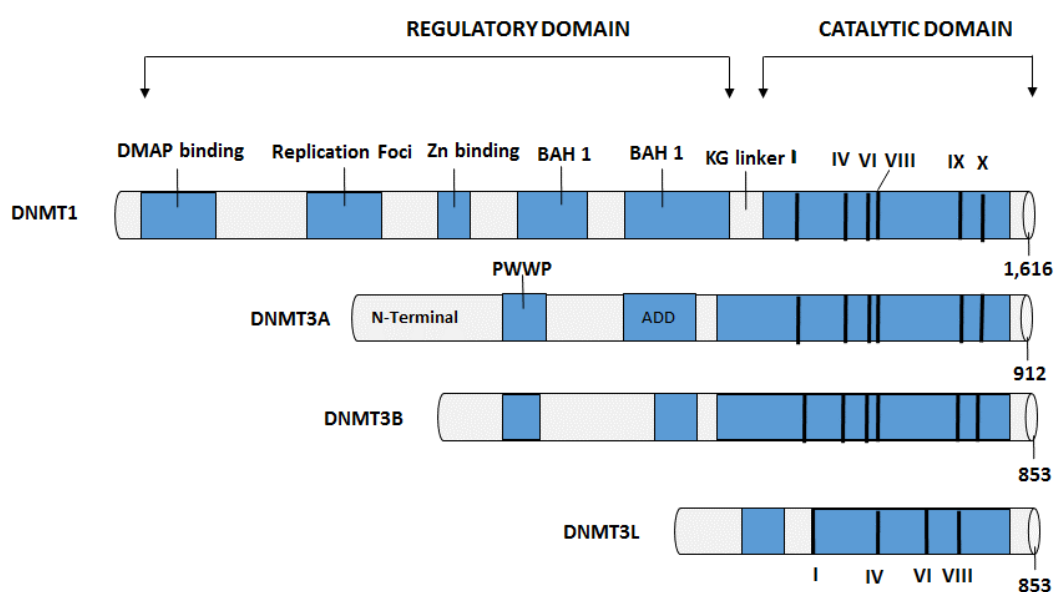 REGULATORY DOMAIN
CATALYTIC DOMAIN
DMAP binding
Replication Foci
Zn binding
BAH 1
BAH 1
KG linker
I
IV
VI
VIII
IX
X
DNMT1
1,616
PWWP
DNMT3A
N-Terminal
ADD
912
DNMT3B
853
DNMT3L
I
IV
VI
VIII
853